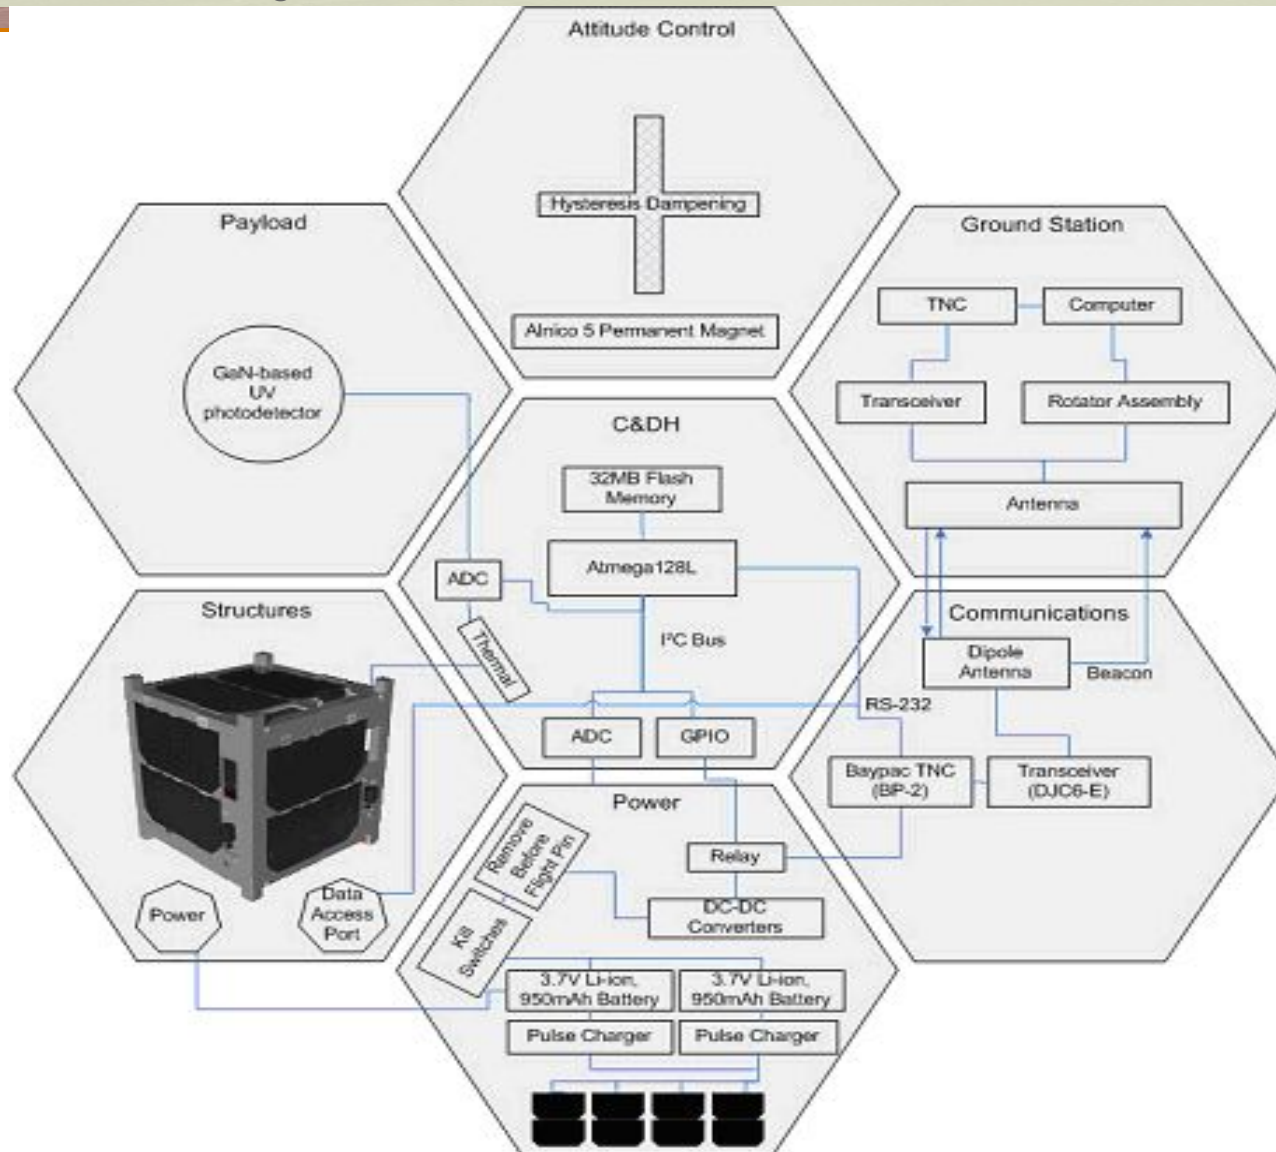 Attitude Control
Hysteresis Dampening
Alnico 5 Permanent Magnet
Payload
GaN-based
UV
photodetector
Ground Station
TNC
Computer
Transceiver
Rotator Assembly
Antenna
C&DH
32MB Flash
Memory
Atmega128L
ADC
Thermal
I²C Bus
ADC
GPIO
RS-232
Structures
Power
Data
Access
Port
Communications
Dipole
Antenna
Beacon
Baypac TNC
(BP-2)
Transceiver
(DJC6-E)
Power
Remove
Before
Flight Pin
Kill
Switches
Relay
DC-DC
Converters
3.7V Li-ion,
950mAh Battery
3.7V Li-ion,
950mAh Battery
Pulse Charger
Pulse Charger